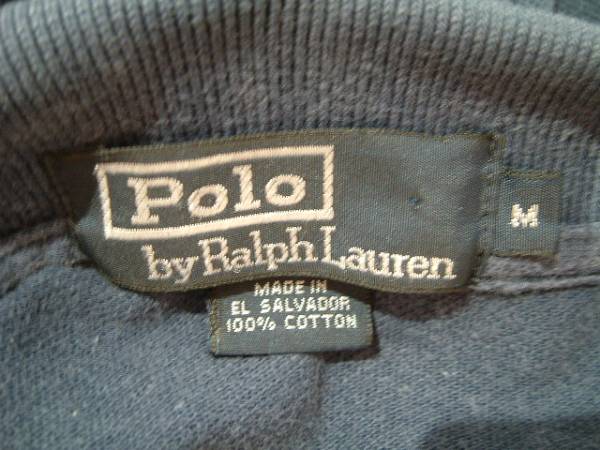 Polo
by Ralph Lauren
M
MADE IN
EL SALVADOR
100% COTTON